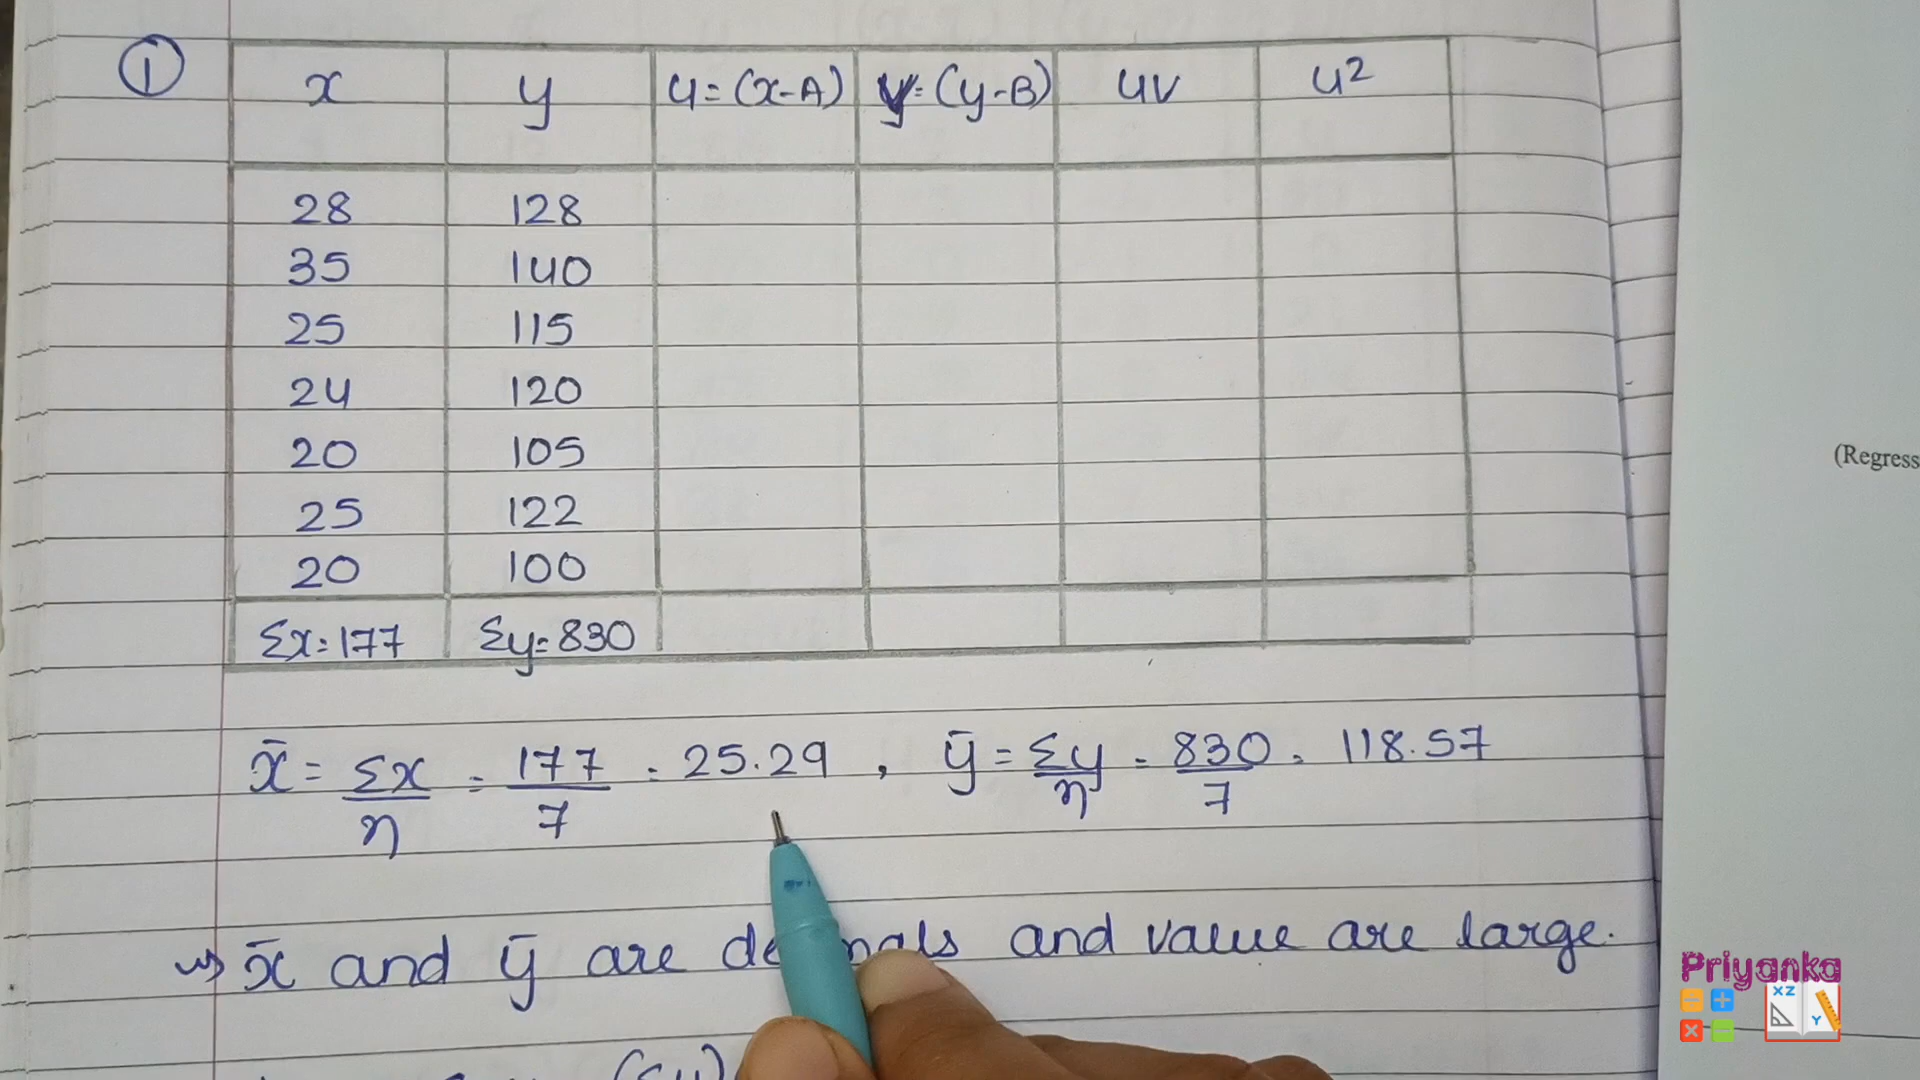 ① x y u=(x-A) v=(y-B) uv u²
28 128
35 140
25 115
24 120
20 105
25 122
20 100
Σx=177 Σy=830
x̄ = Σx/n = 177/7 = 25.29 , ȳ = Σy/n = 830/7 = 118.57
⇝ x̄ and ȳ are and value are large.
(Regress
Priyanka
XZ
Y